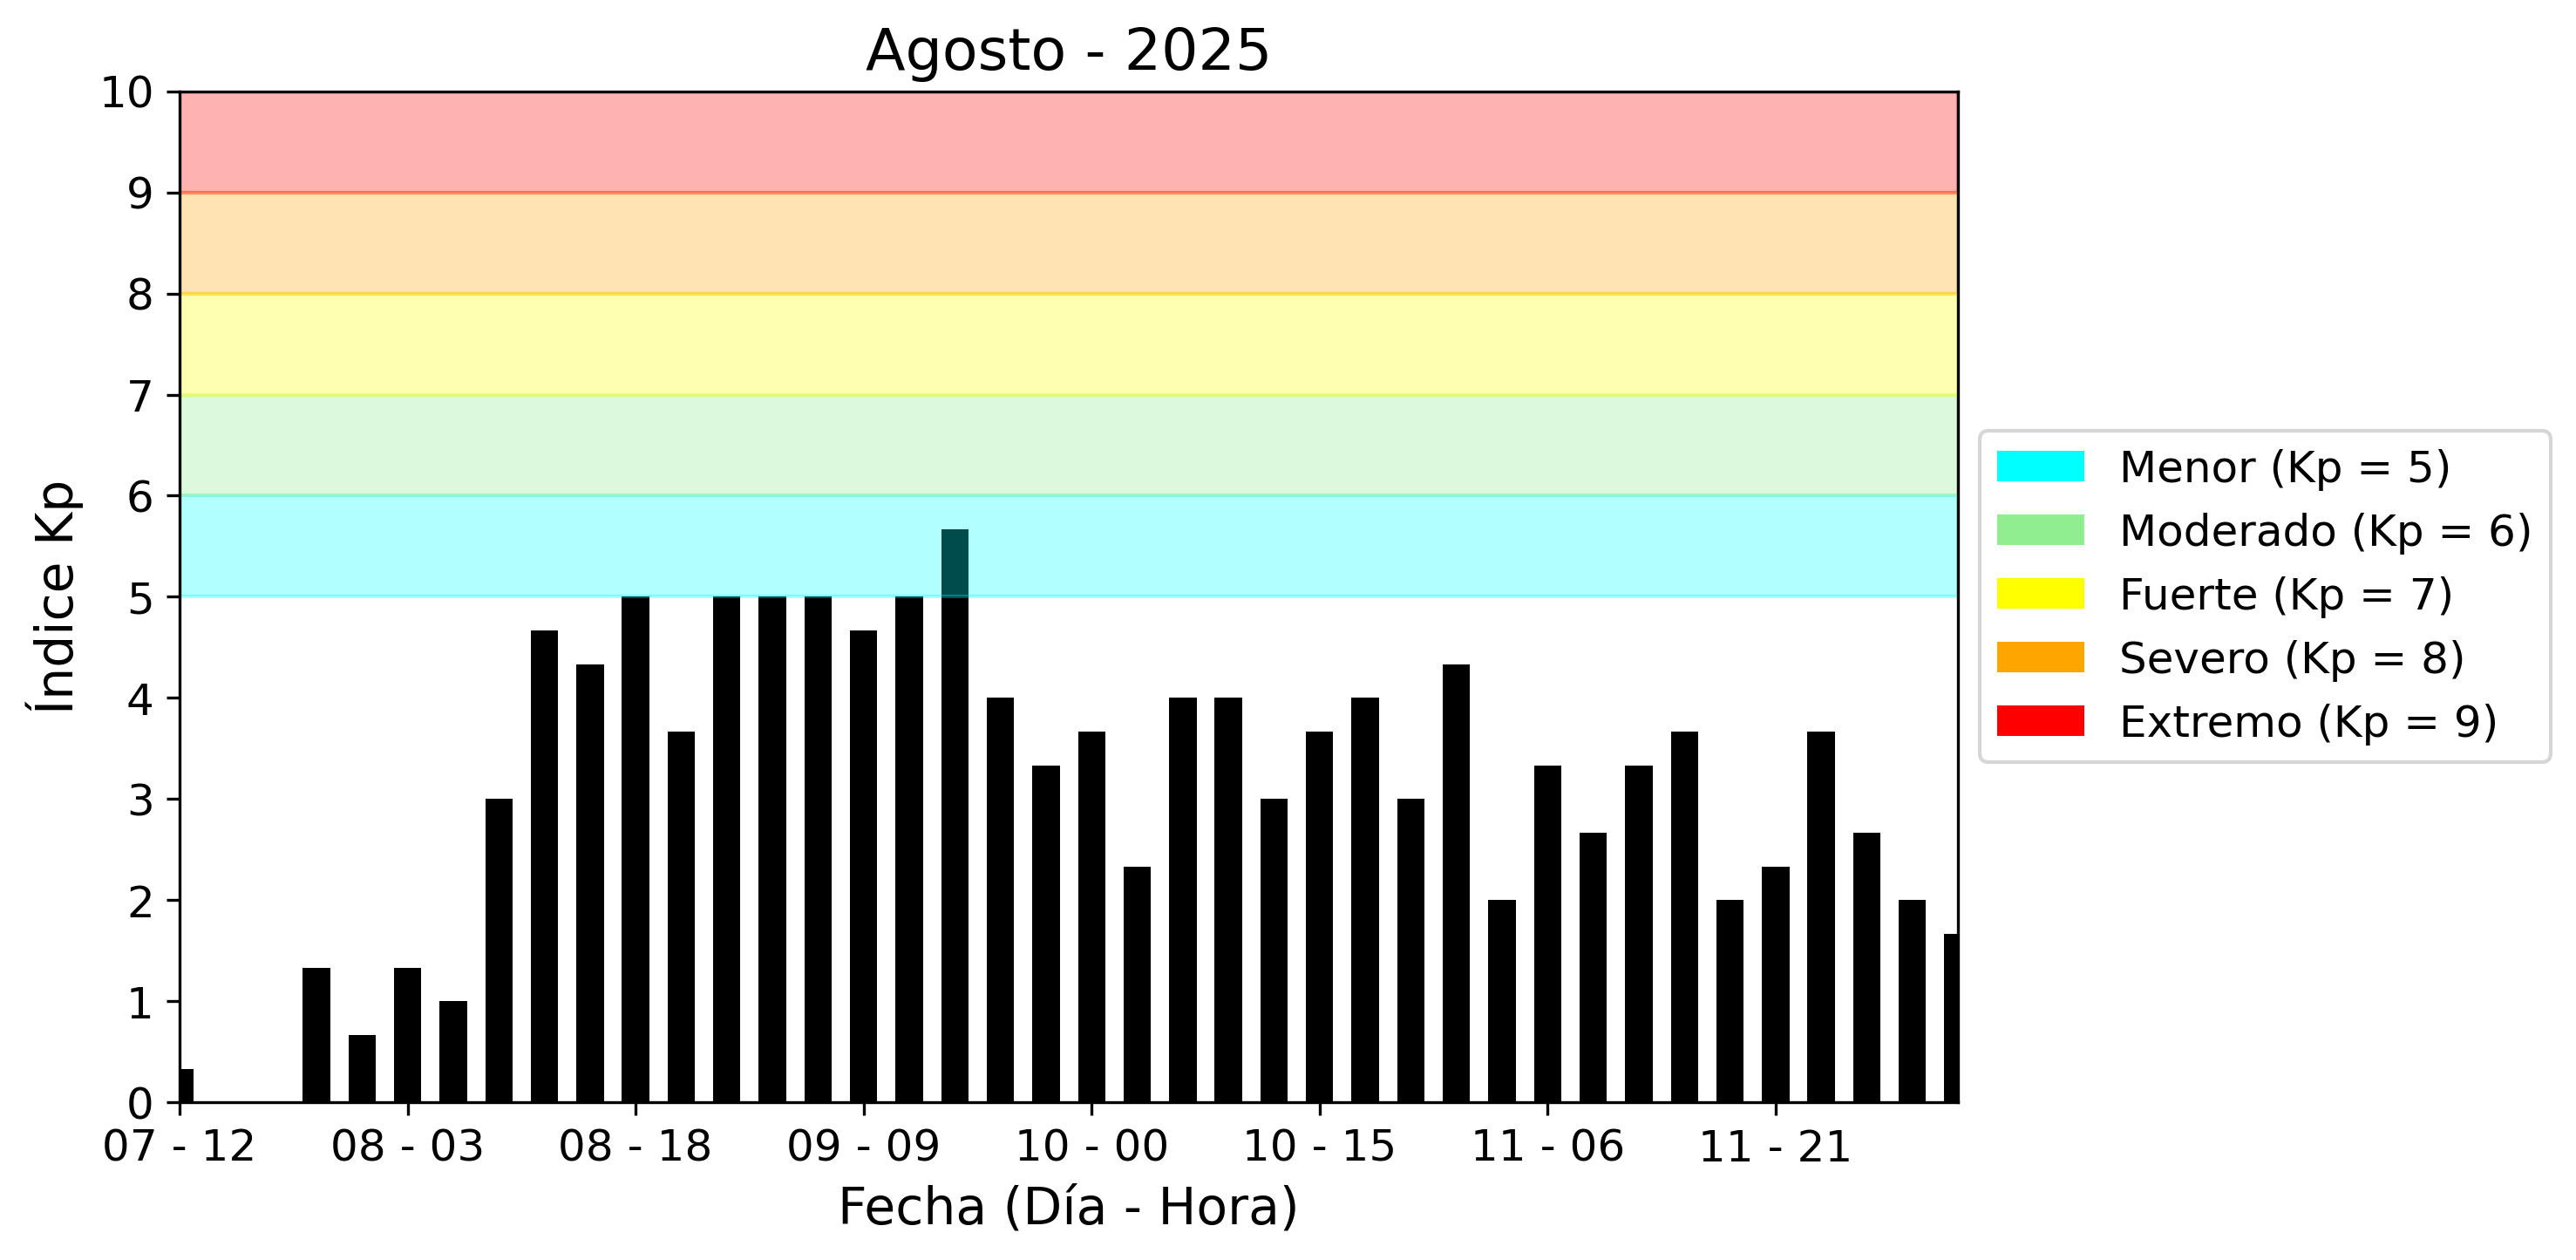 Agosto - 2025
10
9
8
7
6
5
4
3
2
1
0
Índice Kp
07 - 12
08 - 03
08 - 18
09 - 09
10 - 00
10 - 15
11 - 06
11 - 21
Fecha (Día - Hora)
Menor (Kp = 5)
Moderado (Kp = 6)
Fuerte (Kp = 7)
Severo (Kp = 8)
Extremo (Kp = 9)